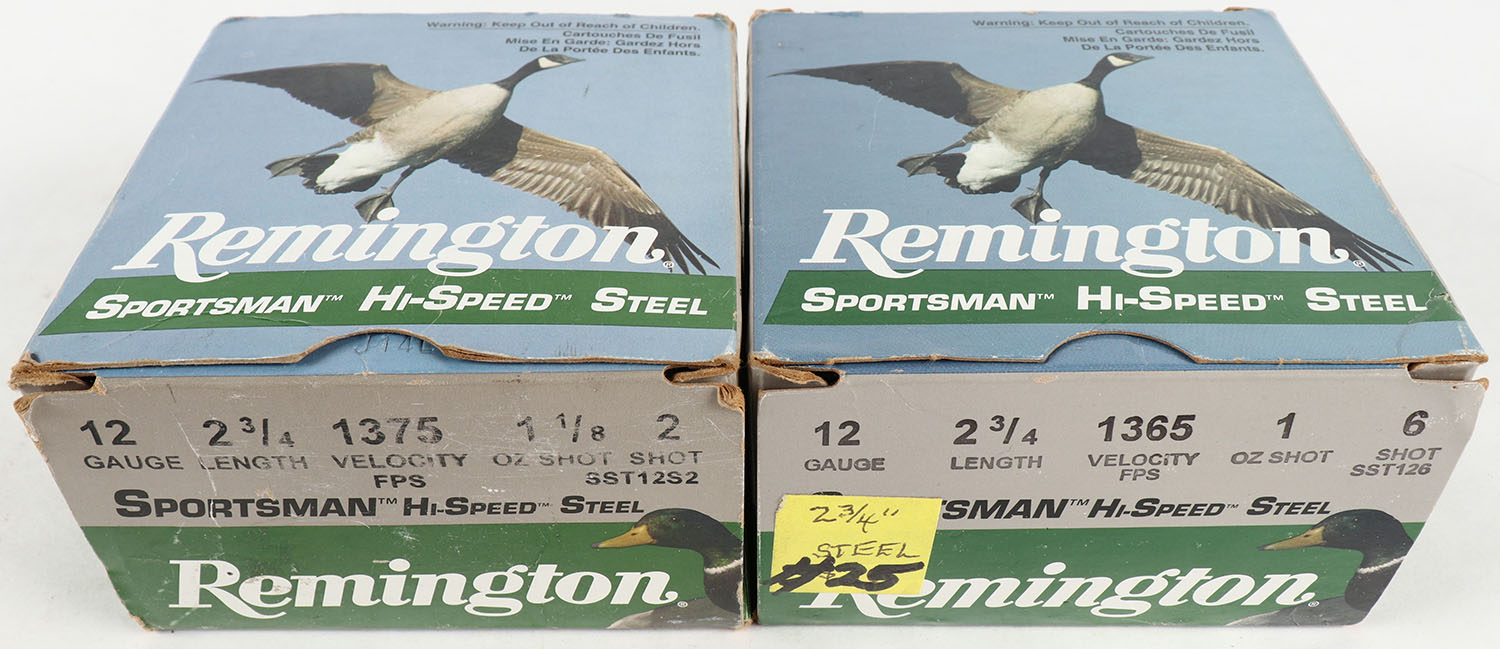 Warning: Keep Out of Reach of Children.
Cartouches De Fusil
Mise En Garde: Gardez Hors
De La Portée Des Enfants.
Remington®
SPORTSMAN™ HI-SPEED™ STEEL
12 2 3/4 1375 1 1/8 2
GAUGE LENGTH VELOCITY OZ SHOT SHOT
FPS SST12S2
SPORTSMAN™ HI-SPEED™ STEEL
Remington®
Warning: Keep Out of Reach of Children.
Cartouches De Fusil
Mise En Garde: Gardez Hors
De La Portée Des Enfants.
Remington®
SPORTSMAN™ HI-SPEED™ STEEL
12 2 3/4 1365 1 6
GAUGE LENGTH VELOCITY OZ SHOT SHOT
FPS SST126
SMAN™ HI-SPEED™ STEEL
2 3/4"
STEEL
#25
Remington®